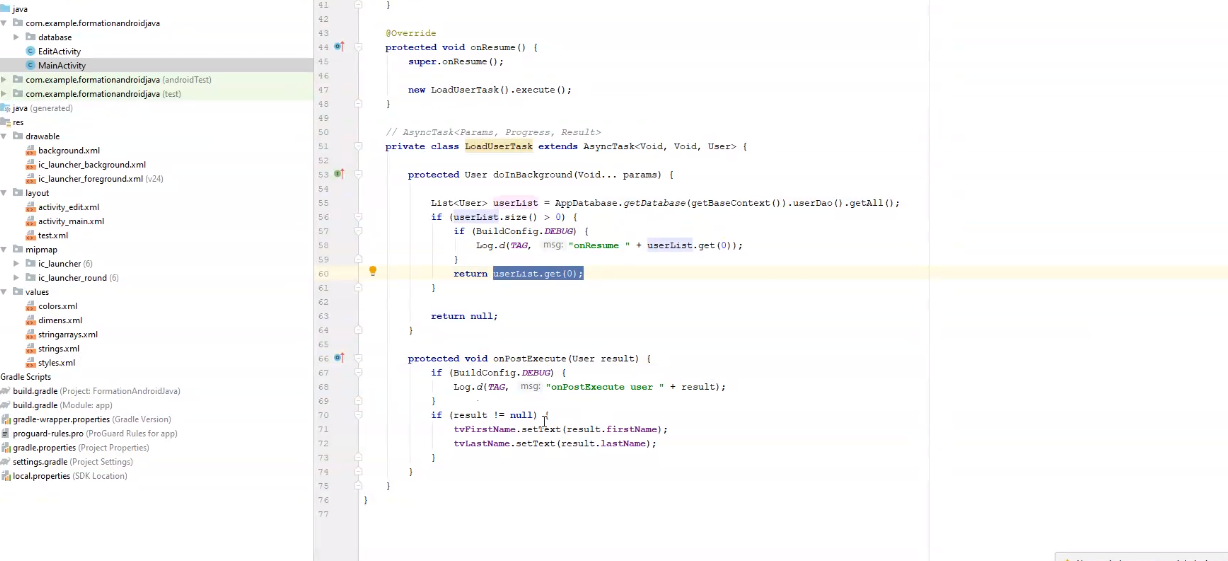 java
com.example.formationandroidjava
database
EditActivity
MainActivity
com.example.formationandroidjava (androidTest)
com.example.formationandroidjava (test)
java (generated)
res
drawable
background.xml
ic_launcher_background.xml
ic_launcher_foreground.xml (v24)
layout
activity_edit.xml
activity_main.xml
test.xml
mipmap
ic_launcher (6)
ic_launcher_round (6)
values
colors.xml
dimens.xml
stringarrays.xml
strings.xml
styles.xml
Gradle Scripts
build.gradle (Project: FormationAndroidJava)
build.gradle (Module: app)
gradle-wrapper.properties (Gradle Version)
proguard-rules.pro (ProGuard Rules for app)
gradle.properties (Project Properties)
settings.gradle (Project Settings)
local.properties (SDK Location)
41 }
42
43 @Override
44 protected void onResume() {
45 super.onResume();
46
47 new LoadUserTask().execute();
48 }
49
50 // AsyncTask<Params, Progress, Result>
51 private class LoadUserTask extends AsyncTask<Void, Void, User> {
52
53 protected User doInBackground(Void... params) {
54
55 List<User> userList = AppDatabase.getDatabase(getBaseContext()).userDao().getAll();
56 if (userList.size() > 0) {
57 if (BuildConfig.DEBUG) {
58 Log.d(TAG, msg: "onResume " + userList.get(0));
59 }
60 return userList.get(0);
61 }
62
63 return null;
64 }
65
66 protected void onPostExecute(User result) {
67 if (BuildConfig.DEBUG) {
68 Log.d(TAG, msg: "onPostExecute user " + result);
69 }
70 if (result != null) {
71 tvFirstName.setText(result.firstName);
72 tvLastName.setText(result.lastName);
73 }
74 }
75 }
76 }
77